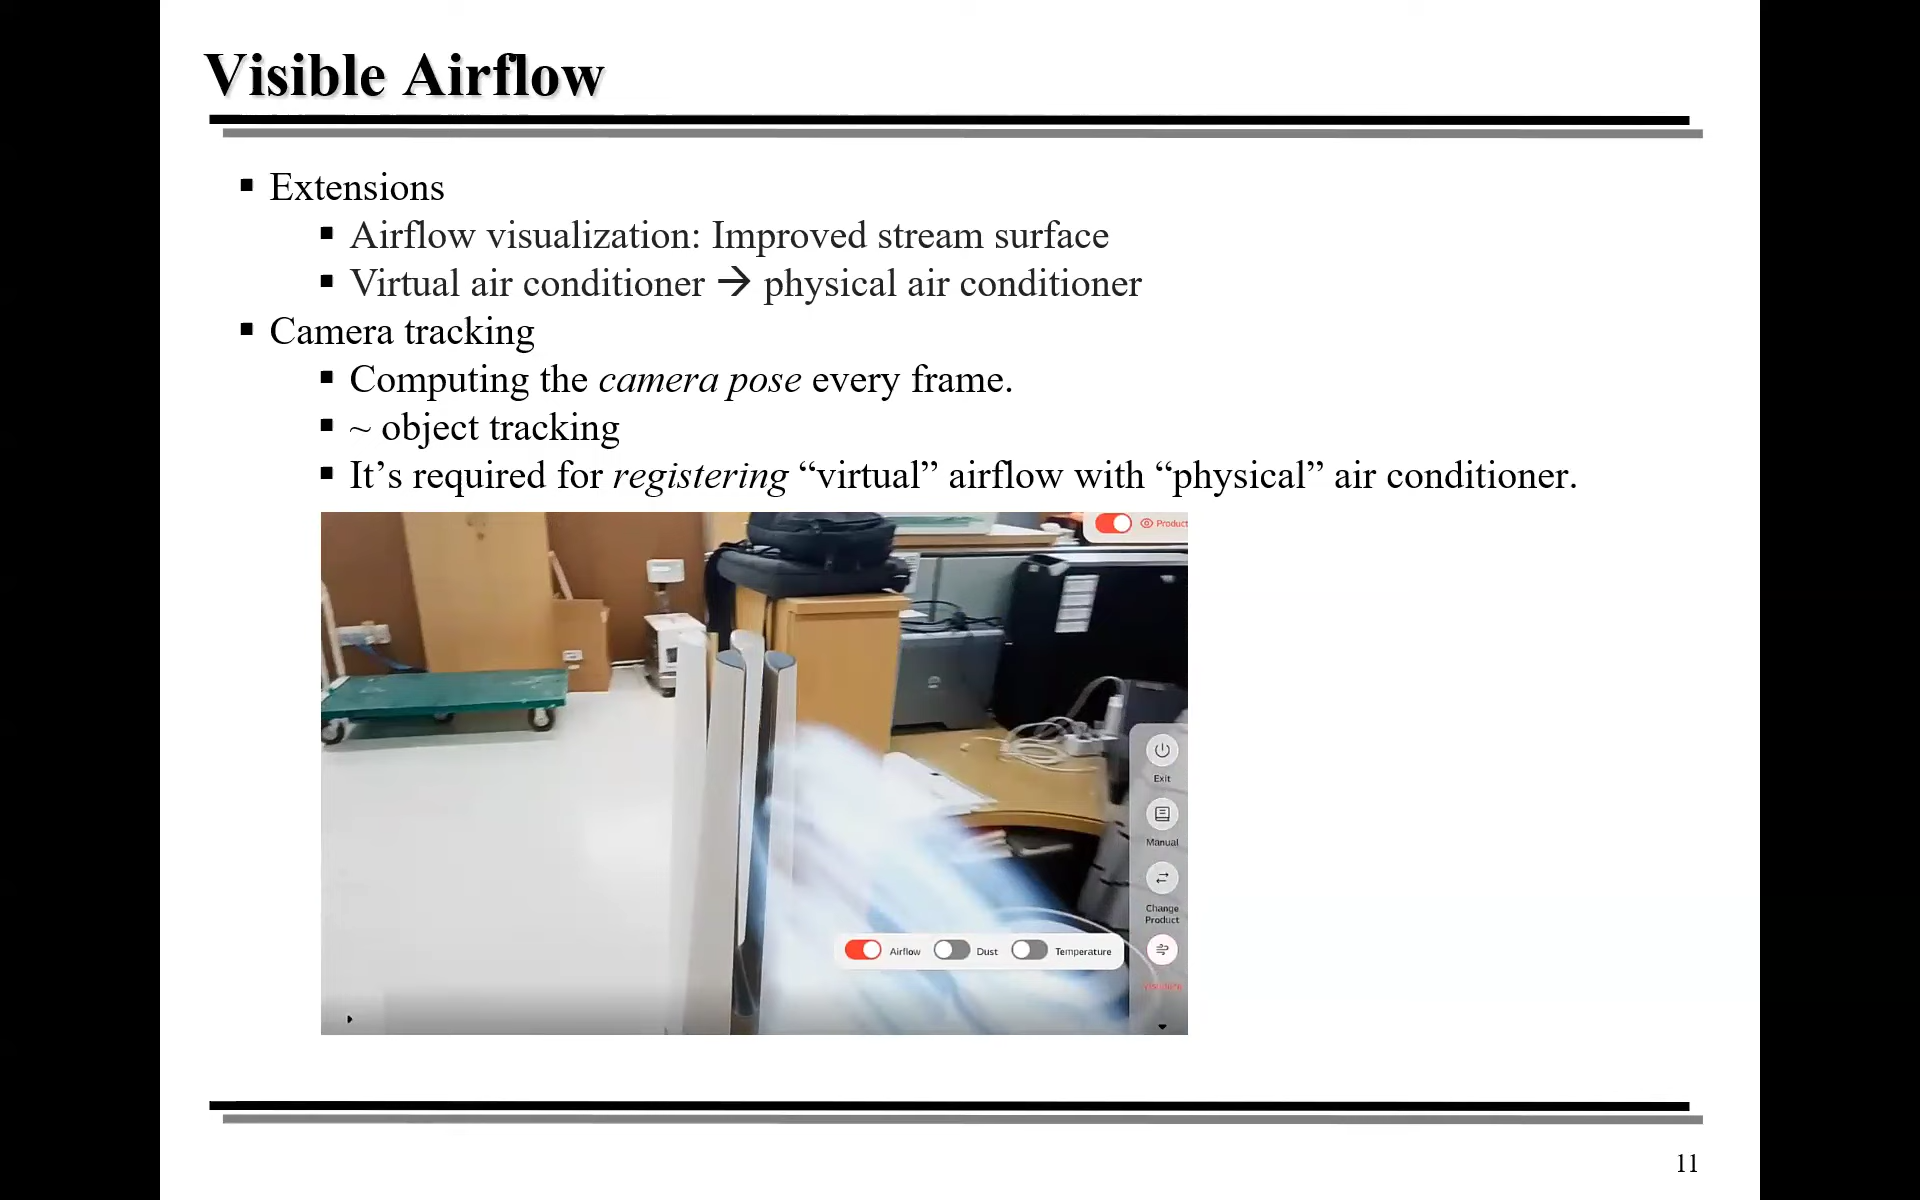 Visible Airflow
▪ Extensions
▪ Airflow visualization: Improved stream surface
▪ Virtual air conditioner → physical air conditioner
▪ Camera tracking
▪ Computing the camera pose every frame.
▪ ~ object tracking
▪ It’s required for registering “virtual” airflow with “physical” air conditioner.
Product
Exit
Manual
Change
Product
Airflow Dust Temperature
11